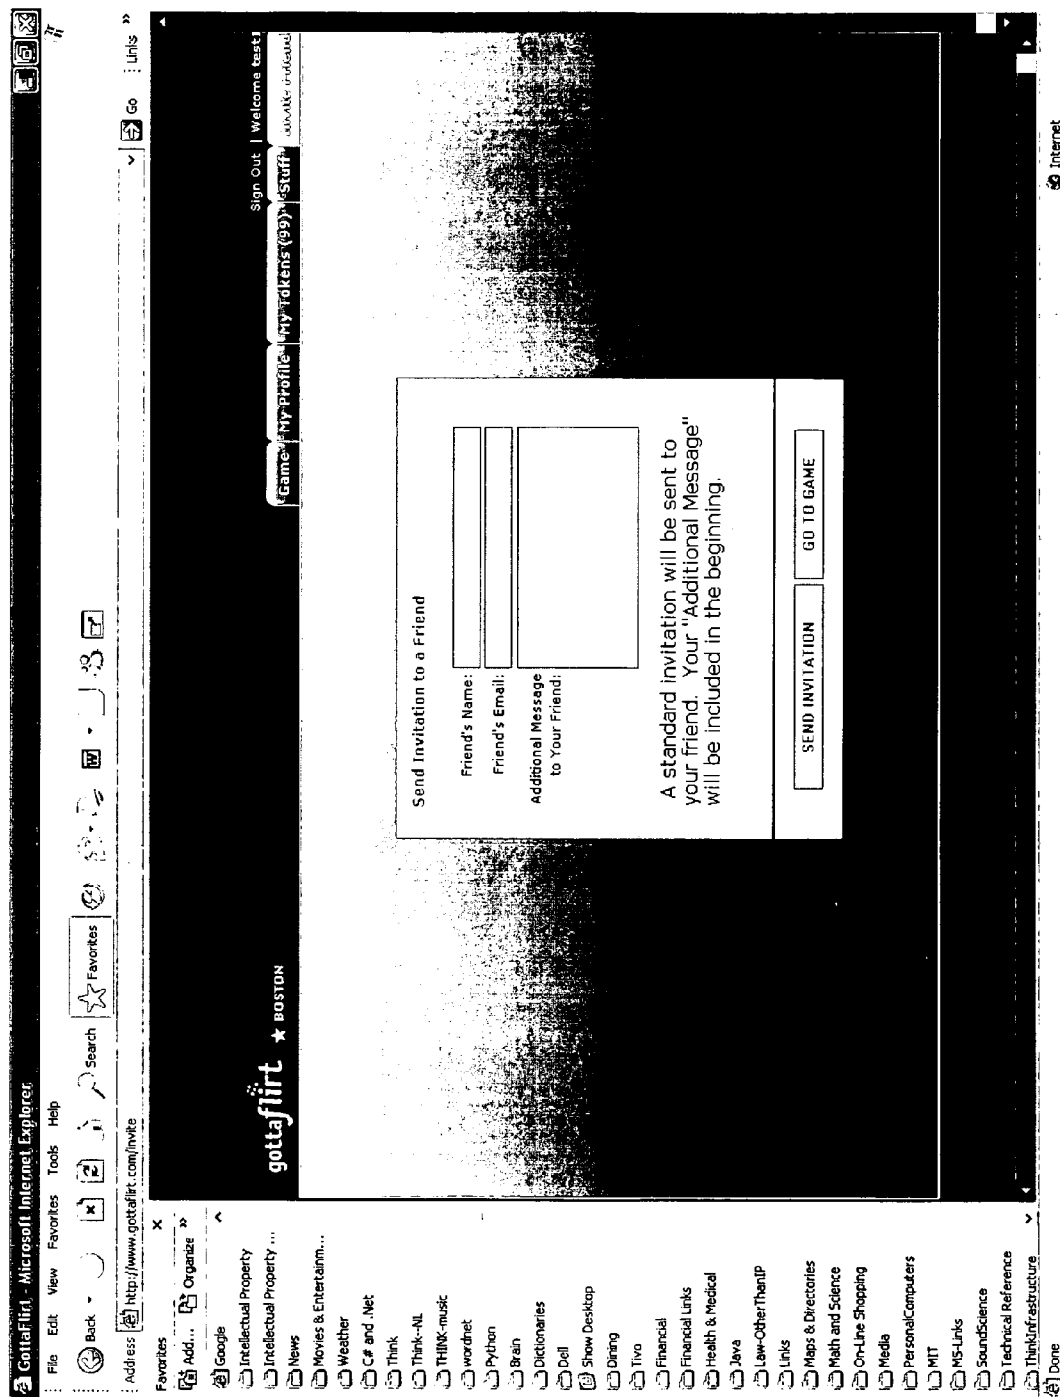 GottaFlirt - Microsoft Internet Explorer
File Edit View Favorites Tools Help
Back Search Favorites
Address http://www.gottaflirt.com/invite Go Links »
Favorites ×
Add... Organize »
Google
Intellectual Property
Intellectual Property ...
News
Movies & Entertainm...
Weather
C# and .Net
Think
Think--NL
THINK-music
wordnet
Python
Brain
Dictionaries
Dell
Show Desktop
Dining
Tivo
Financial
Financial Links
Health & Medical
Java
Law-OtherThanIP
Links
Maps & Directories
Math and Science
On-Line Shopping
Media
PersonalComputers
MIT
MS-Links
SoundScience
Technical Reference
ThinkInfrastructure
gottaflirt ★ BOSTON
Sign Out | Welcome test1
Game My Profile My Tokens (99) Stuff
Send Invitation to a Friend
Friend's Name:
Friend's Email:
Additional Message
to Your Friend:
A standard invitation will be sent to
your friend. Your "Additional Message"
will be included in the beginning.
SEND INVITATION GO TO GAME
Done Internet